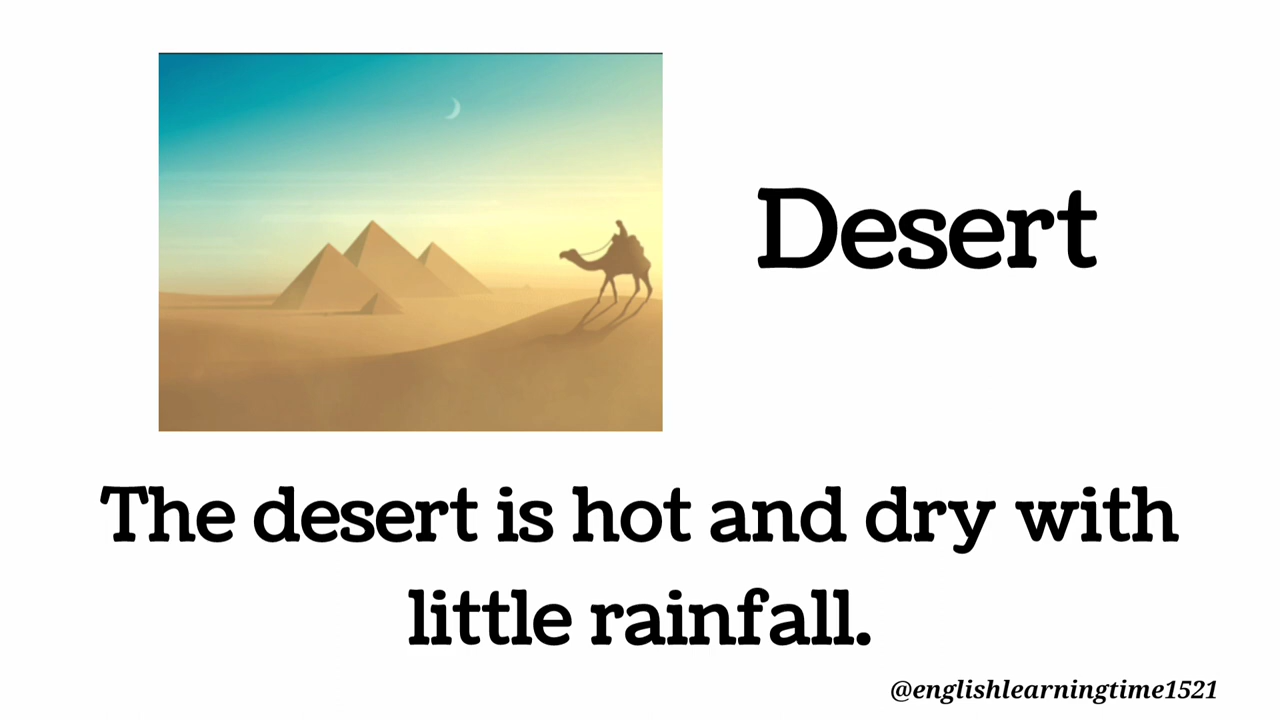 Desert
The desert is hot and dry with
little rainfall.
@englishlearningtime1521